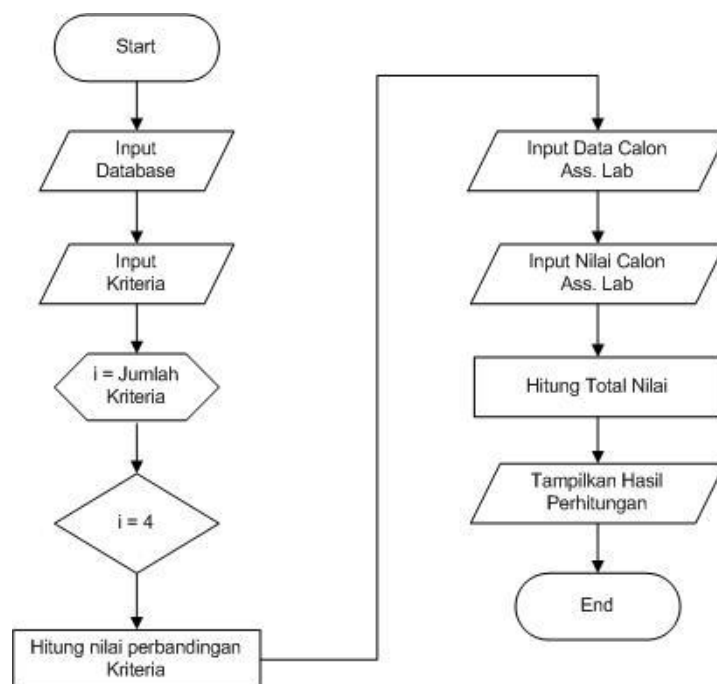 Start
Input
Database
Input
Kriteria
i = Jumlah
Kriteria
i = 4
Hitung nilai perbandingan
Kriteria
Input Data Calon
Ass. Lab
Input Nilai Calon
Ass. Lab
Hitung Total Nilai
Tampilkan Hasil
Perhitungan
End